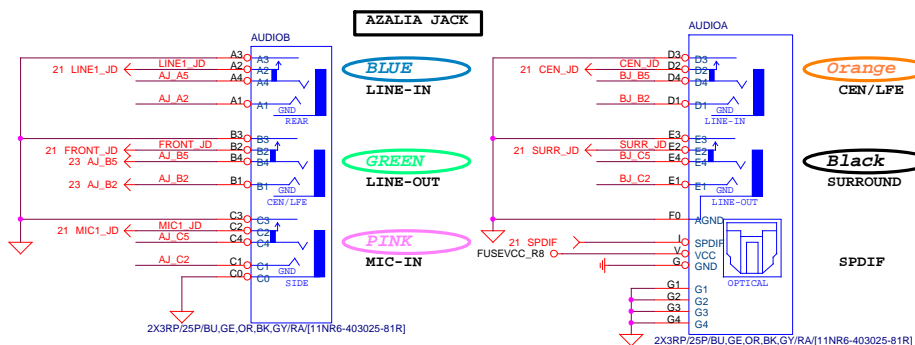 AZALIA JACK
AUDIOB
A3 A3
21 LINE1_JD LINE1_JD A2 A2
AJ_A5 A4 A4
AJ_A2 A1 A1
GND
REAR
BLUE
LINE-IN
B3 B3
21 FRONT_JD FRONT_JD B2 B2
23 AJ_B5 AJ_B5 B4 B4
23 AJ_B2 AJ_B2 B1 B1
GND
CEN/LFE
GREEN
LINE-OUT
C3 C3
21 MIC1_JD MIC1_JD C2 C2
AJ_C5 C4 C4
AJ_C2 C1 C1
GND
C0 C0
SIDE
PINK
MIC-IN
2X3RP/25P/BU,GE,OR,BK,GY/RA/[11NR6-403025-81R]
AUDIOA
D3 D3
21 CEN_JD CEN_JD D2 D2
BJ_B5 D4 D4
BJ_B2 D1 D1
GND
LINE-IN
Orange
CEN/LFE
E3 E3
21 SURR_JD SURR_JD E2 E2
BJ_C5 E4 E4
BJ_C2 E1 E1
GND
LINE-OUT
Black
SURROUND
F0 AGND
21 SPDIF I SPDIF
FUSEVCC_R8 V VCC
G GND
OPTICAL
SPDIF
G1 G1
G2 G2
G3 G3
G4 G4
2X3RP/25P/BU,GE,OR,BK,GY/RA/[11NR6-403025-81R]